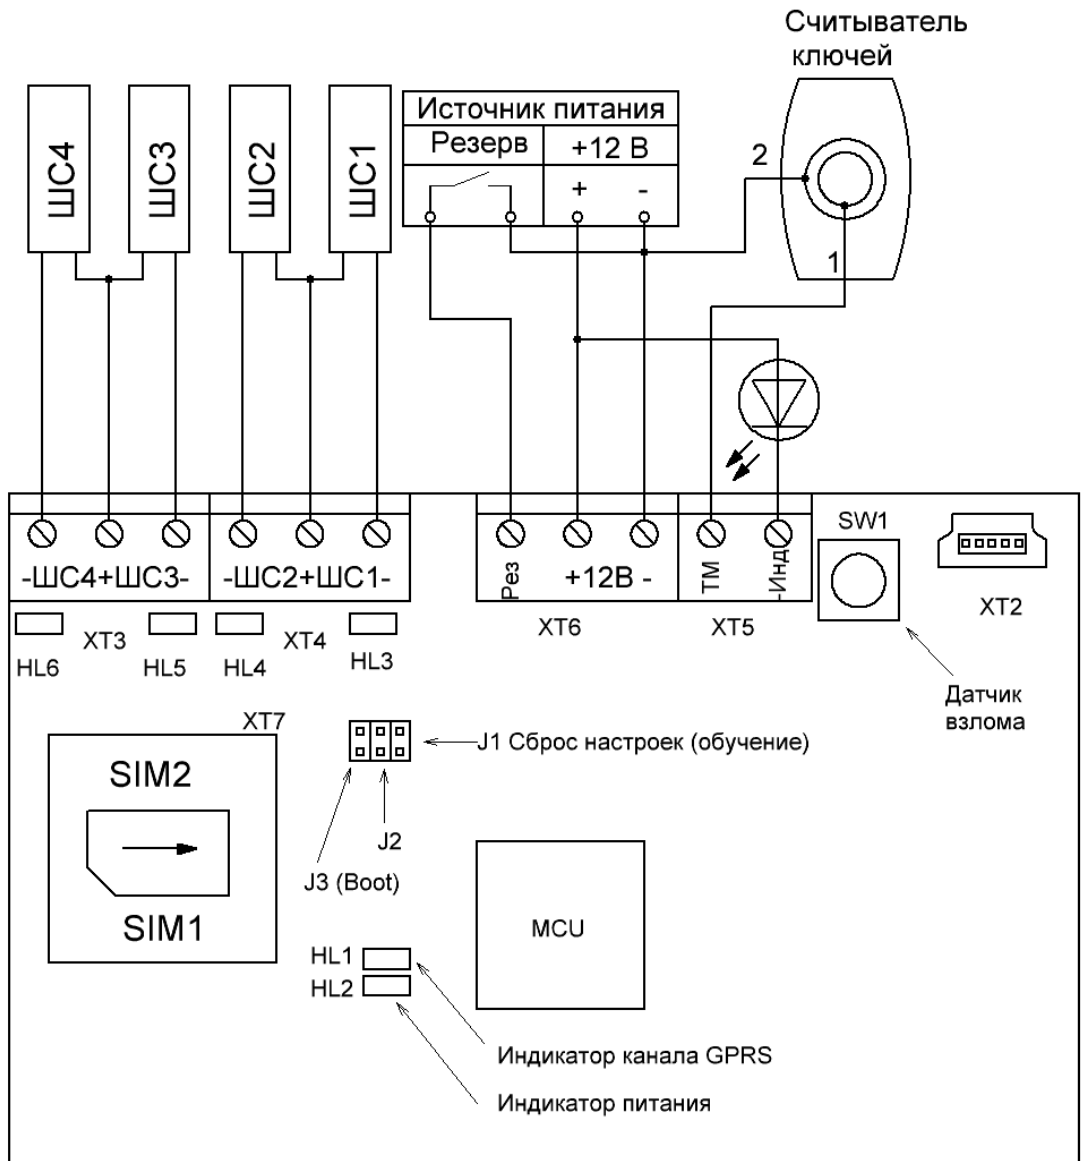 Считыватель
ключей
ШС4
ШС3
ШС2
ШС1
Источник питания
Резерв
+12 В
+
-
2
1
-ШС4+ШС3-
-ШС2+ШС1-
Рез
+12В -
ТМ
-Инд
SW1
XT2
XT3
XT4
XT6
XT5
HL6
HL5
HL4
HL3
Датчик
взлома
XT7
J1 Сброс настроек (обучение)
SIM2
J2
J3 (Boot)
SIM1
MCU
HL1
HL2
Индикатор канала GPRS
Индикатор питания